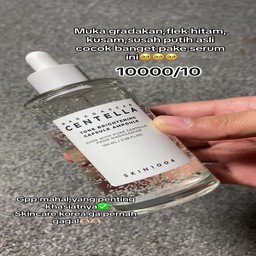 Muka gradakan,flek hitam,
kusam,susah putih asli
cocok banget pake serum
ini😍😍😍
10000/10
MADAGASCAR
CENTELLA
TONE BRIGHTENING
CAPSULE AMPOULE
SKIN1004
Gpp mahal yang penting
khasiatnya✅
Skincare korea ga pernah
gagal